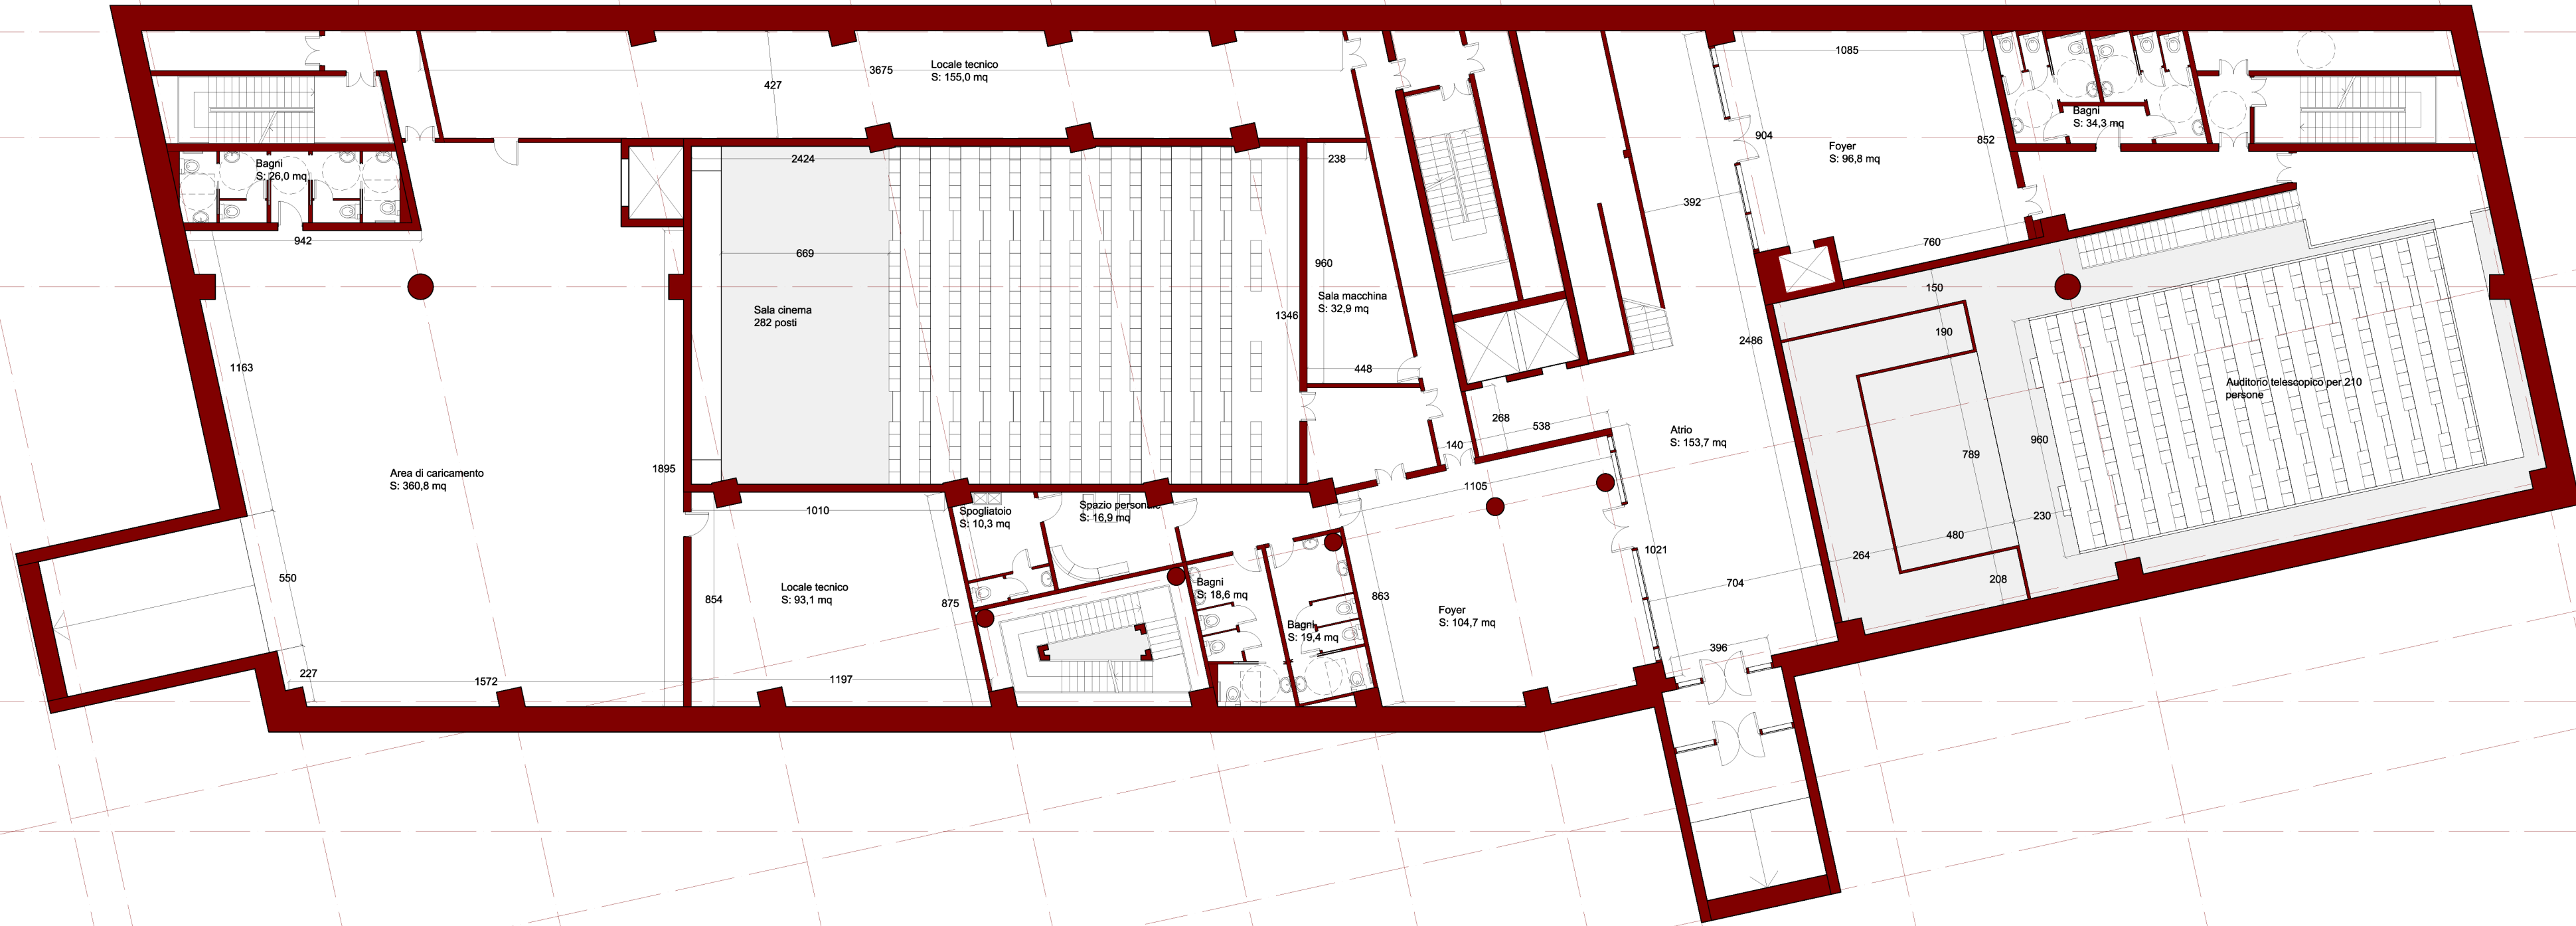 1085
Locale tecnico
S: 155,0 mq
3675
427
Bagni
S: 34,3 mq
904
852
Foyer
S: 96,8 mq
2424
238
Bagni
S: 26,0 mq
392
942
760
669
960
150
Sala cinema
282 posti
Sala macchina
S: 32,9 mq
1346
190
2486
1163
448
Auditorio telescopico per 210
persone
268
538
Atrio
S: 153,7 mq
140
960
789
1895
Area di caricamento
S: 360,8 mq
1105
1010
Spogliatoio
S: 10,3 mq
Spazio personale
S: 16,9 mq
230
480
1021
264
550
704
208
Locale tecnico
S: 93,1 mq
854
875
Bagni
S: 18,6 mq
863
Foyer
S: 104,7 mq
Bagni
S: 19,4 mq
396
227
1572
1197